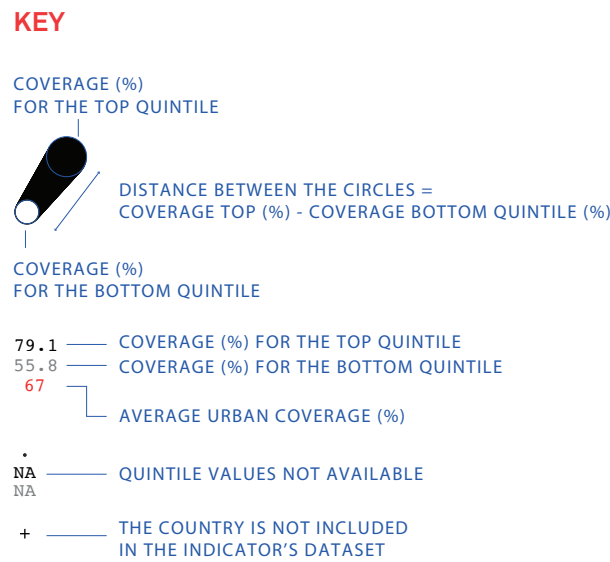 KEY
COVERAGE (%)
FOR THE TOP QUINTILE
DISTANCE BETWEEN THE CIRCLES =
COVERAGE TOP (%) - COVERAGE BOTTOM QUINTILE (%)
COVERAGE (%)
FOR THE BOTTOM QUINTILE
79.1 COVERAGE (%) FOR THE TOP QUINTILE
55.8 COVERAGE (%) FOR THE BOTTOM QUINTILE
67
AVERAGE URBAN COVERAGE (%)
NA QUINTILE VALUES NOT AVAILABLE
NA
+ THE COUNTRY IS NOT INCLUDED
IN THE INDICATOR'S DATASET